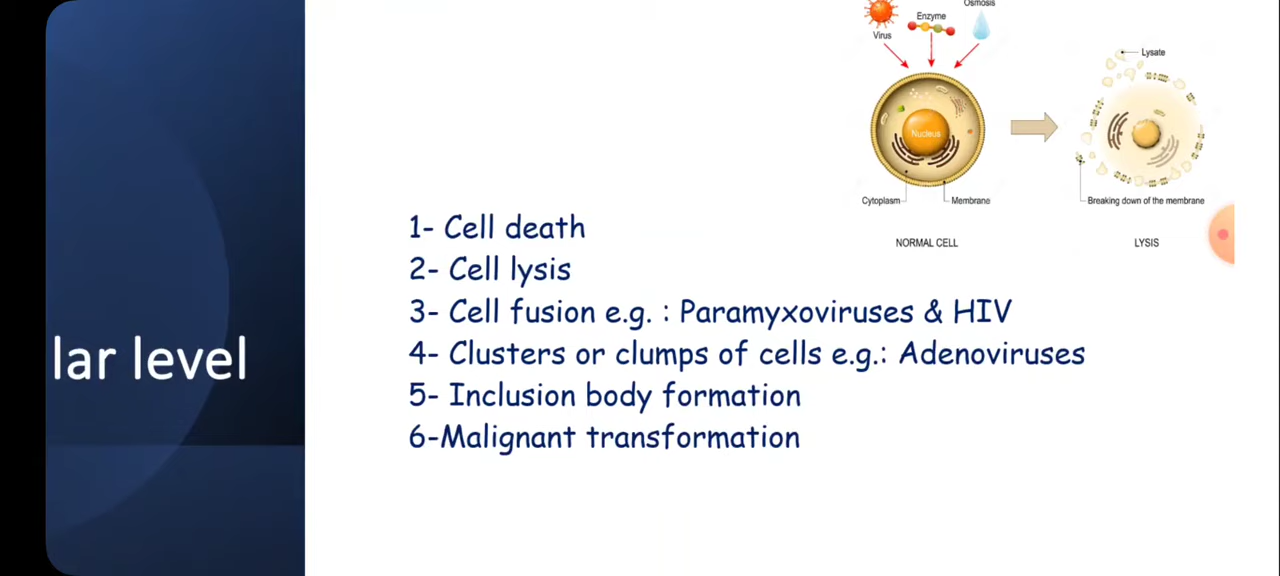 Osmosis
Enzyme
Virus
Lysate
Nucleus
Cytoplasm
Membrane
Breaking down of the membrane
NORMAL CELL
LYSIS
lar level
1- Cell death
2- Cell lysis
3- Cell fusion e.g. : Paramyxoviruses & HIV
4- Clusters or clumps of cells e.g.: Adenoviruses
5- Inclusion body formation
6-Malignant transformation